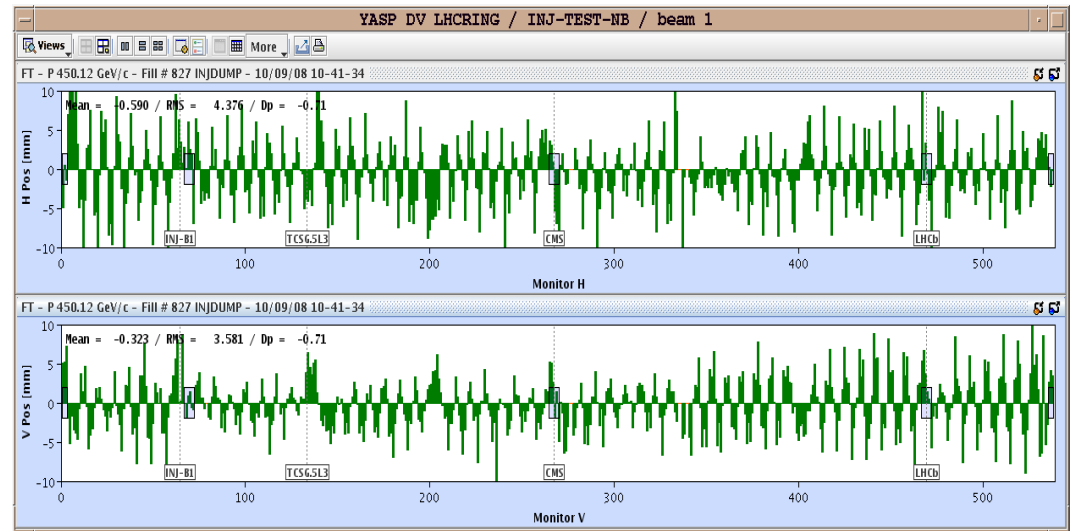 YASP DV LHCRING / INJ-TEST-NB / beam 1
Views More
FT - P 450.12 GeV/c - Fill # 827 INJDUMP - 10/09/08 10-41-34
Mean = -0.590 / RMS = 4.376 / Dp = -0.71
H Pos [mm]
10
5
0
-5
-10
INJ-B1 TCSG.5L3 CMS LHCb
0 100 200 300 400 500
Monitor H
FT - P 450.12 GeV/c - Fill # 827 INJDUMP - 10/09/08 10-41-34
Mean = -0.323 / RMS = 3.581 / Dp = -0.71
V Pos [mm]
10
5
0
-5
-10
INJ-B1 TCSG.5L3 CMS LHCb
0 100 200 300 400 500
Monitor V